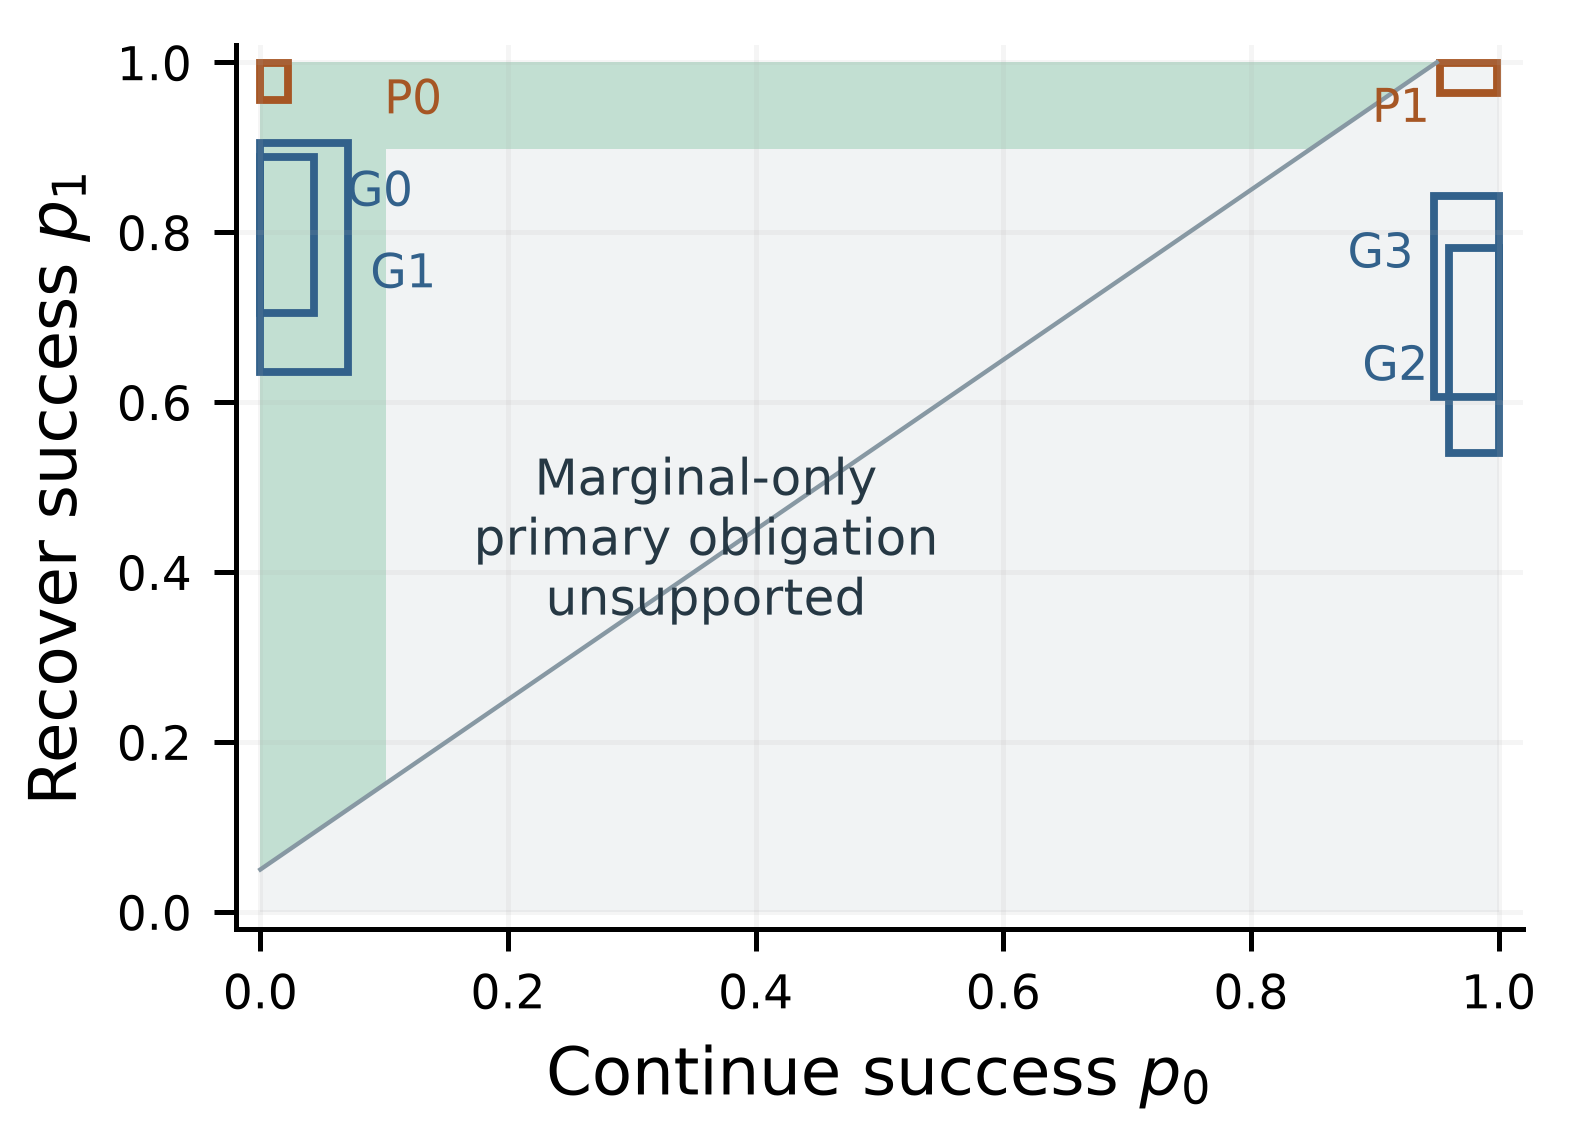 Recover success p₁
1.0
0.8
0.6
0.4
0.2
0.0
P0
P1
G0
G1
G3
G2
Marginal-only
primary obligation
unsupported
0.0 0.2 0.4 0.6 0.8 1.0
Continue success p₀